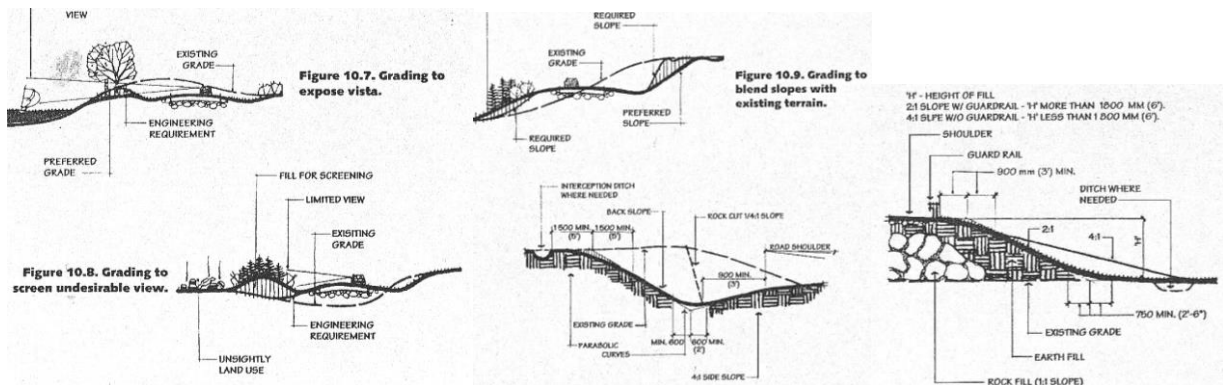 VIEW
EXISTING
GRADE
Figure 10.7. Grading to
expose vista.
ENGINEERING
REQUIREMENT
PREFERRED
GRADE
FILL FOR SCREENING
LIMITED VIEW
EXISITING
GRADE
Figure 10.8. Grading to
screen undesirable view.
ENGINEERING
REQUIREMENT
UNSIGHTLY
LAND USE
REQUIRED
SLOPE
EXISTING
GRADE
Figure 10.9. Grading to
blend slopes with
existing terrain.
PREFERRED
SLOPE
REQUIRED
SLOPE
INTERCEPTION DITCH
WHERE NEEDED
BACK SLOPE
ROCK CUT 1/4:1 SLOPE
1500 MIN.
(5')
1500 MIN.
(5')
ROAD SHOULDER
900 MIN.
(3')
EXISTING GRADE
MIN. 600
600 MIN.
(2')
PARABOLIC
CURVES
4:1 SIDE SLOPE
'H' - HEIGHT OF FILL
2:1 SLOPE W/ GUARDRAIL - 'H' MORE THAN 1800 MM (6').
4:1 SLPE W/O GUARDRAIL - 'H' LESS THAN 1 800 MM (6').
SHOULDER
GUARD RAIL
900 mm (3') MIN.
DITCH WHERE
NEEDED
2:1
4:1
'H'
750 MIN. (2'-6")
EXISTING GRADE
EARTH FILL
ROCK FILL (1:1 SLOPE)